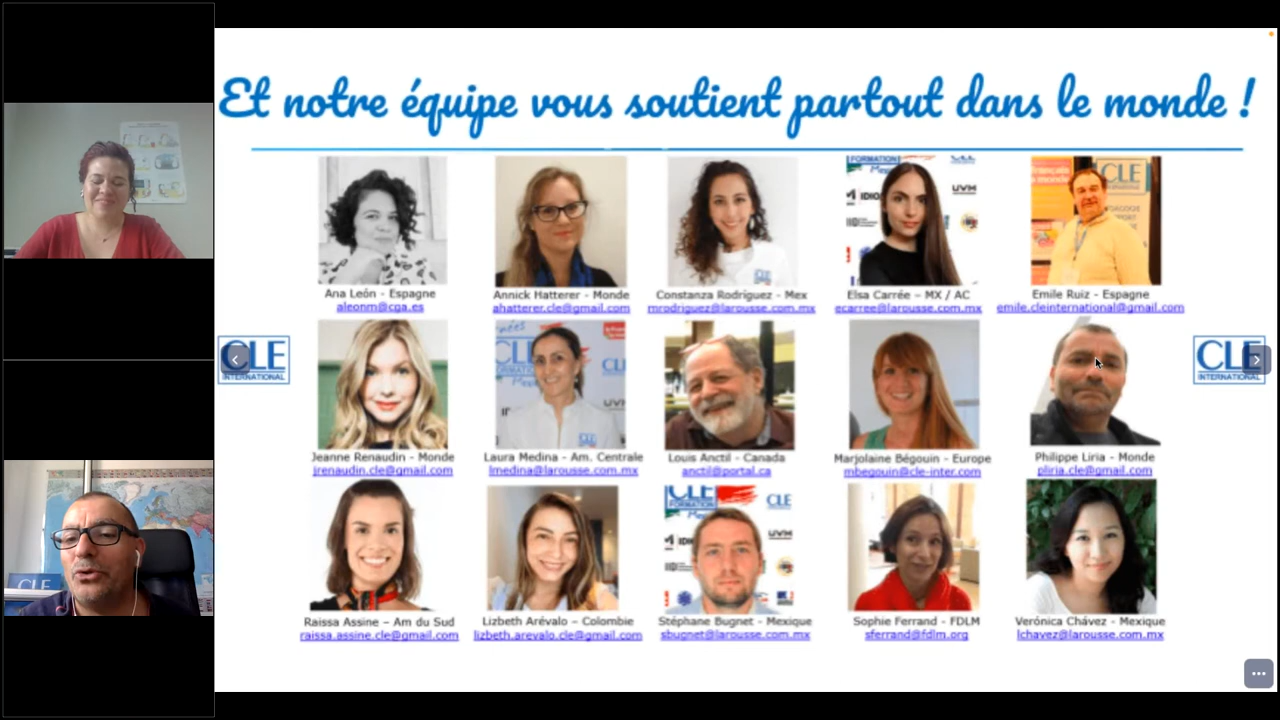 Et notre équipe vous soutient partout dans le monde !
Ana León - Espagne
aleonm@cga.es
Annick Hatterer - Monde
ahatterer.cle@gmail.com
Constanza Rodríguez - Mex
mrodriguez@larousse.com.mx
Elsa Carrée – MX / AC
ecarree@larousse.com.mx
Emile Ruiz - Espagne
emile.cleinternational@gmail.com
CLE
INTERNATIONAL
CLE
INTERNATIONAL
Jeanne Renaudin - Monde
jrenaudin.cle@gmail.com
Laura Medina - Am. Centrale
lmedina@larousse.com.mx
Louis Anctil - Canada
anctil@portal.ca
Marjolaine Bégouin - Europe
mbegouin@cle-inter.com
Philippe Liria - Monde
pliria.cle@gmail.com
Raissa Assine – Am du Sud
raissa.assine.cle@gmail.com
Lizbeth Arévalo – Colombie
lizbeth.arevalo.cle@gmail.com
Stéphane Bugnet - Mexique
sbugnet@larousse.com.mx
Sophie Ferrand - FDLM
sferrand@fdlm.org
Verónica Chávez - Mexique
lchavez@larousse.com.mx